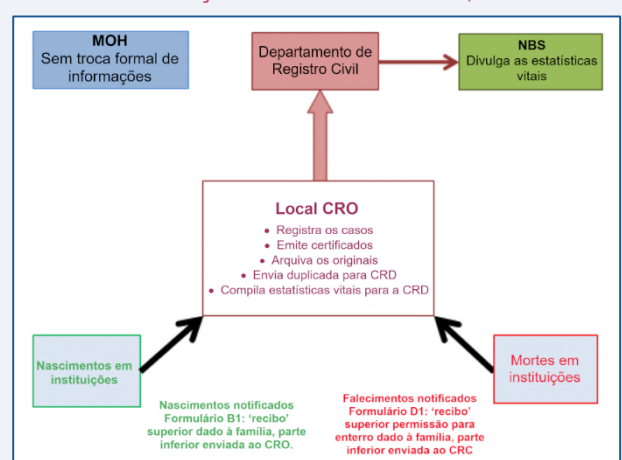 MOH
Sem troca formal de
informações
Departamento de
Registro Civil
NBS
Divulga as estatísticas
vitais
Local CRO
• Registra os casos
• Emite certificados
• Arquiva os originais
• Envia duplicada para CRD
• Compila estatísticas vitais para a CRD
Nascimentos em
instituições
Mortes em
instituições
Nascimentos notificados
Formulário B1: ‘recibo’
superior dado à família, parte
inferior enviada ao CRO.
Falecimentos notificados
Formulário D1: ‘recibo’
superior permissão para
enterro dado à família, parte
inferior enviada ao CRC